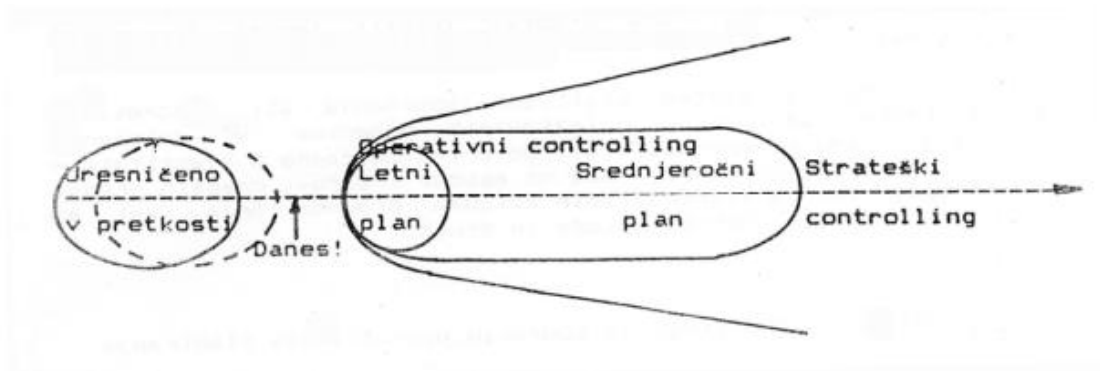 Operativni controlling
Uresničeno
v pretkosti
Danes!
Letni
plan
Srednjeročni
plan
Strateški
controlling